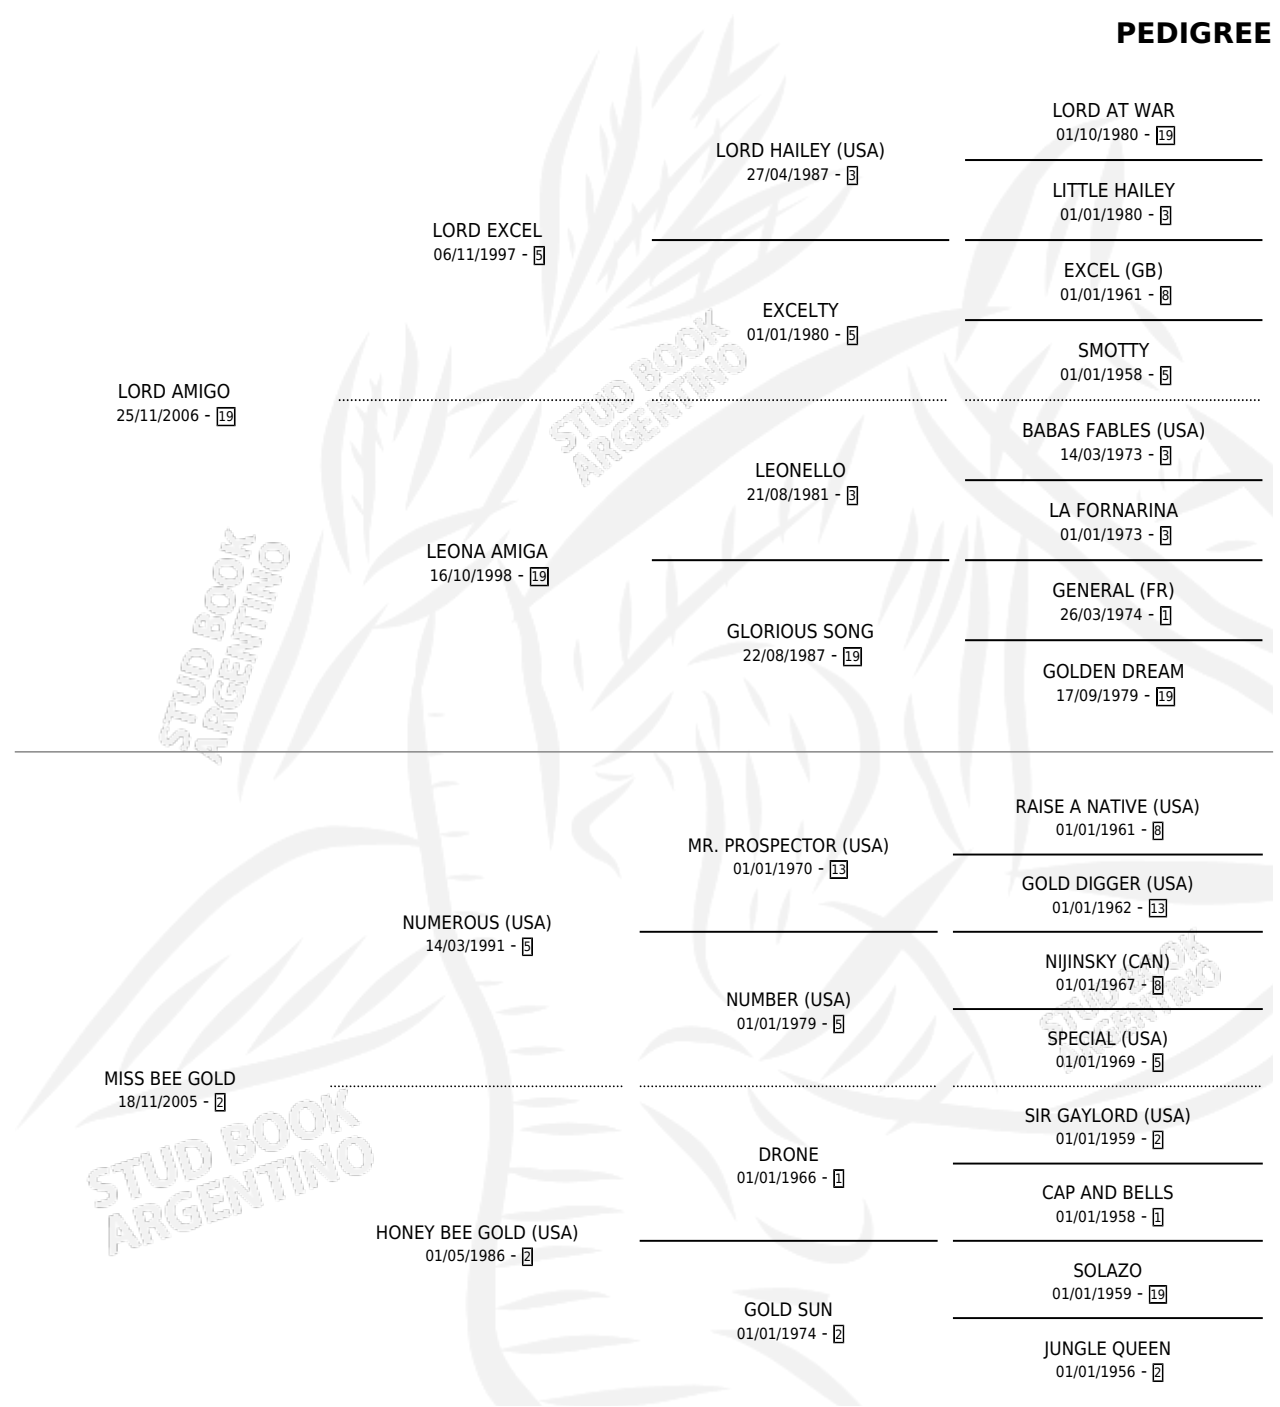 PEDIGREE
LORD AT WAR
01/10/1980 - 19
LORD HAILEY (USA)
27/04/1987 - 3
LITTLE HAILEY
01/01/1980 - 3
LORD EXCEL
06/11/1997 - 5
EXCEL (GB)
01/01/1961 - 8
EXCELTY
01/01/1980 - 5
SMOTTY
01/01/1958 - 5
LORD AMIGO
25/11/2006 - 19
BABAS FABLES (USA)
14/03/1973 - 3
LEONELLO
21/08/1981 - 3
LA FORNARINA
01/01/1973 - 3
LEONA AMIGA
16/10/1998 - 19
GENERAL (FR)
26/03/1974 - 1
GLORIOUS SONG
22/08/1987 - 19
GOLDEN DREAM
17/09/1979 - 19
RAISE A NATIVE (USA)
01/01/1961 - 8
MR. PROSPECTOR (USA)
01/01/1970 - 13
GOLD DIGGER (USA)
01/01/1962 - 13
NUMEROUS (USA)
14/03/1991 - 5
NIJINSKY (CAN)
01/01/1967 - 8
NUMBER (USA)
01/01/1979 - 5
SPECIAL (USA)
01/01/1969 - 5
MISS BEE GOLD
18/11/2005 - 2
SIR GAYLORD (USA)
01/01/1959 - 2
DRONE
01/01/1966 - 1
CAP AND BELLS
01/01/1958 - 1
HONEY BEE GOLD (USA)
01/05/1986 - 2
SOLAZO
01/01/1959 - 19
GOLD SUN
01/01/1974 - 2
JUNGLE QUEEN
01/01/1956 - 2
STUD BOOK
ARGENTINO
STUD BOOK
ARGENTINO
STUD BOOK
ARGENTINO
STUD BOOK
ARGENTINO